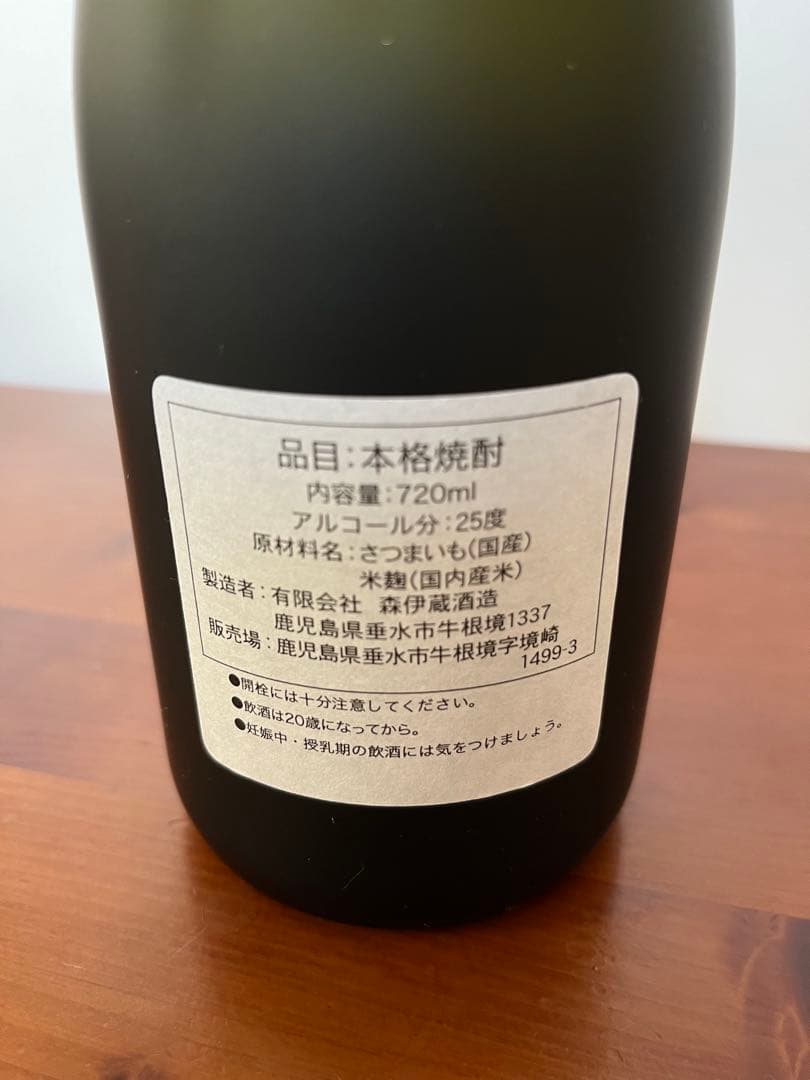 品目:本格焼酎
内容量:720ml
アルコール分:25度
原材料名:さつまいも(国産)
米麹(国内産米)
製造者:有限会社 森伊蔵酒造
鹿児島県垂水市牛根境1337
販売場:鹿児島県垂水市牛根境字境崎
1499-3
●開栓には十分注意してください。
●飲酒は20歳になってから。
●妊娠中・授乳期の飲酒には気をつけましょう。